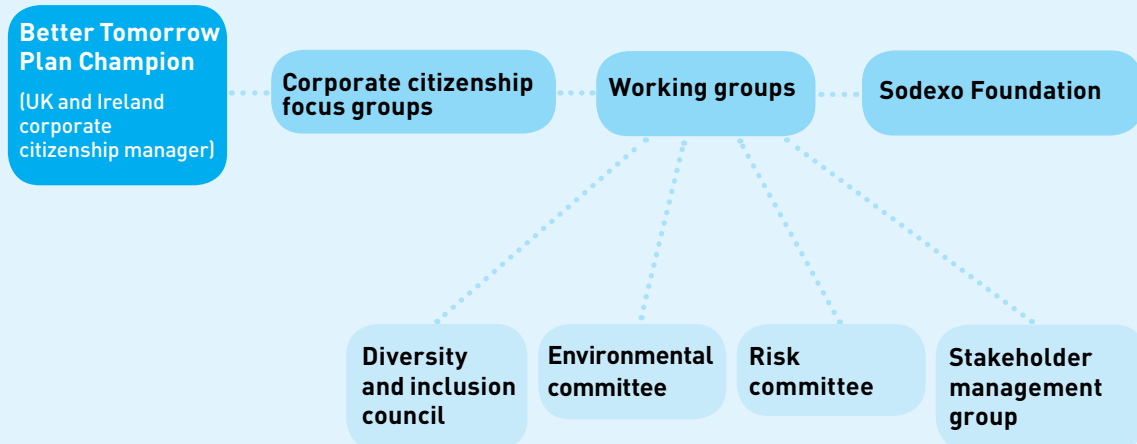 Better Tomorrow
Plan Champion
(UK and Ireland
corporate
citizenship manager)
Corporate citizenship
focus groups
Working groups
Sodexo Foundation
Diversity
and inclusion
council
Environmental
committee
Risk
committee
Stakeholder
management
group